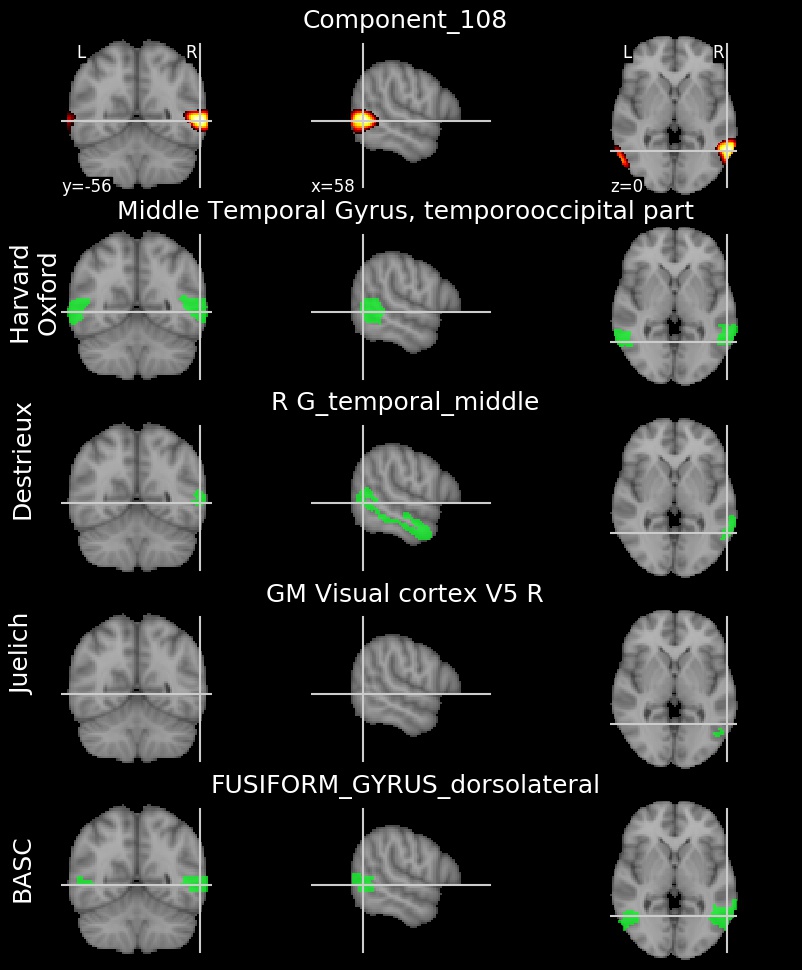 Component_108
L R
L R
y=-56 x=58 z=0
Middle Temporal Gyrus, temporooccipital part
Harvard
Oxford
R G_temporal_middle
Destrieux
GM Visual cortex V5 R
Juelich
FUSIFORM_GYRUS_dorsolateral
BASC